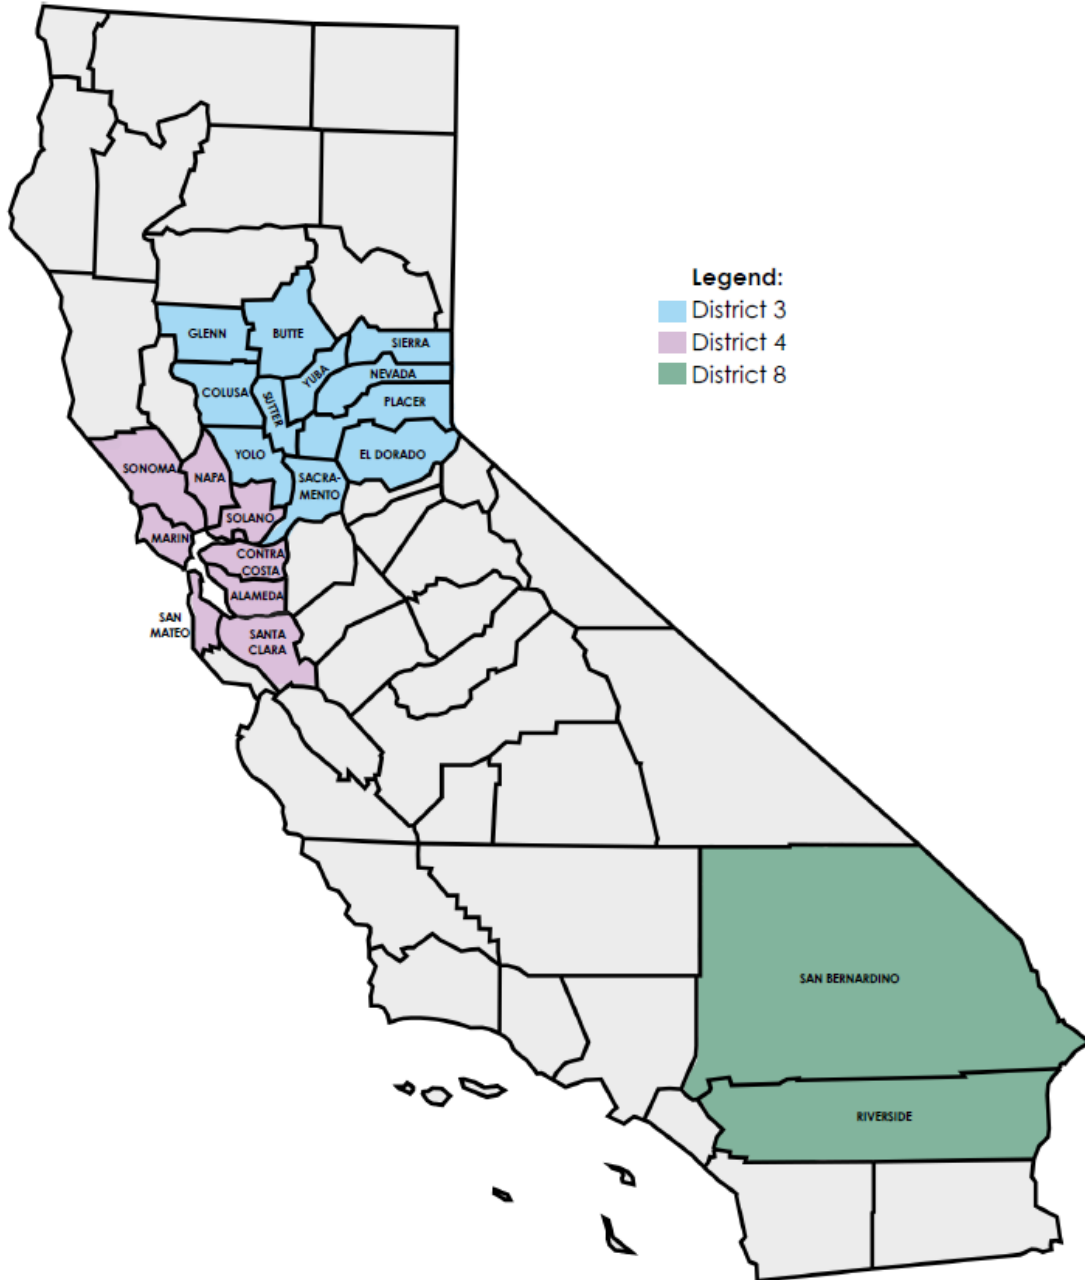 Legend:
District 3
District 4
District 8
GLENN
BUTTE
SIERRA
YUBA
NEVADA
COLUSA
SUTTER
PLACER
YOLO
EL DORADO
SONOMA
NAPA
SACRA-
MENTO
SOLANO
MARIN
CONTRA
COSTA
ALAMEDA
SAN
MATEO
SANTA
CLARA
SAN BERNARDINO
RIVERSIDE